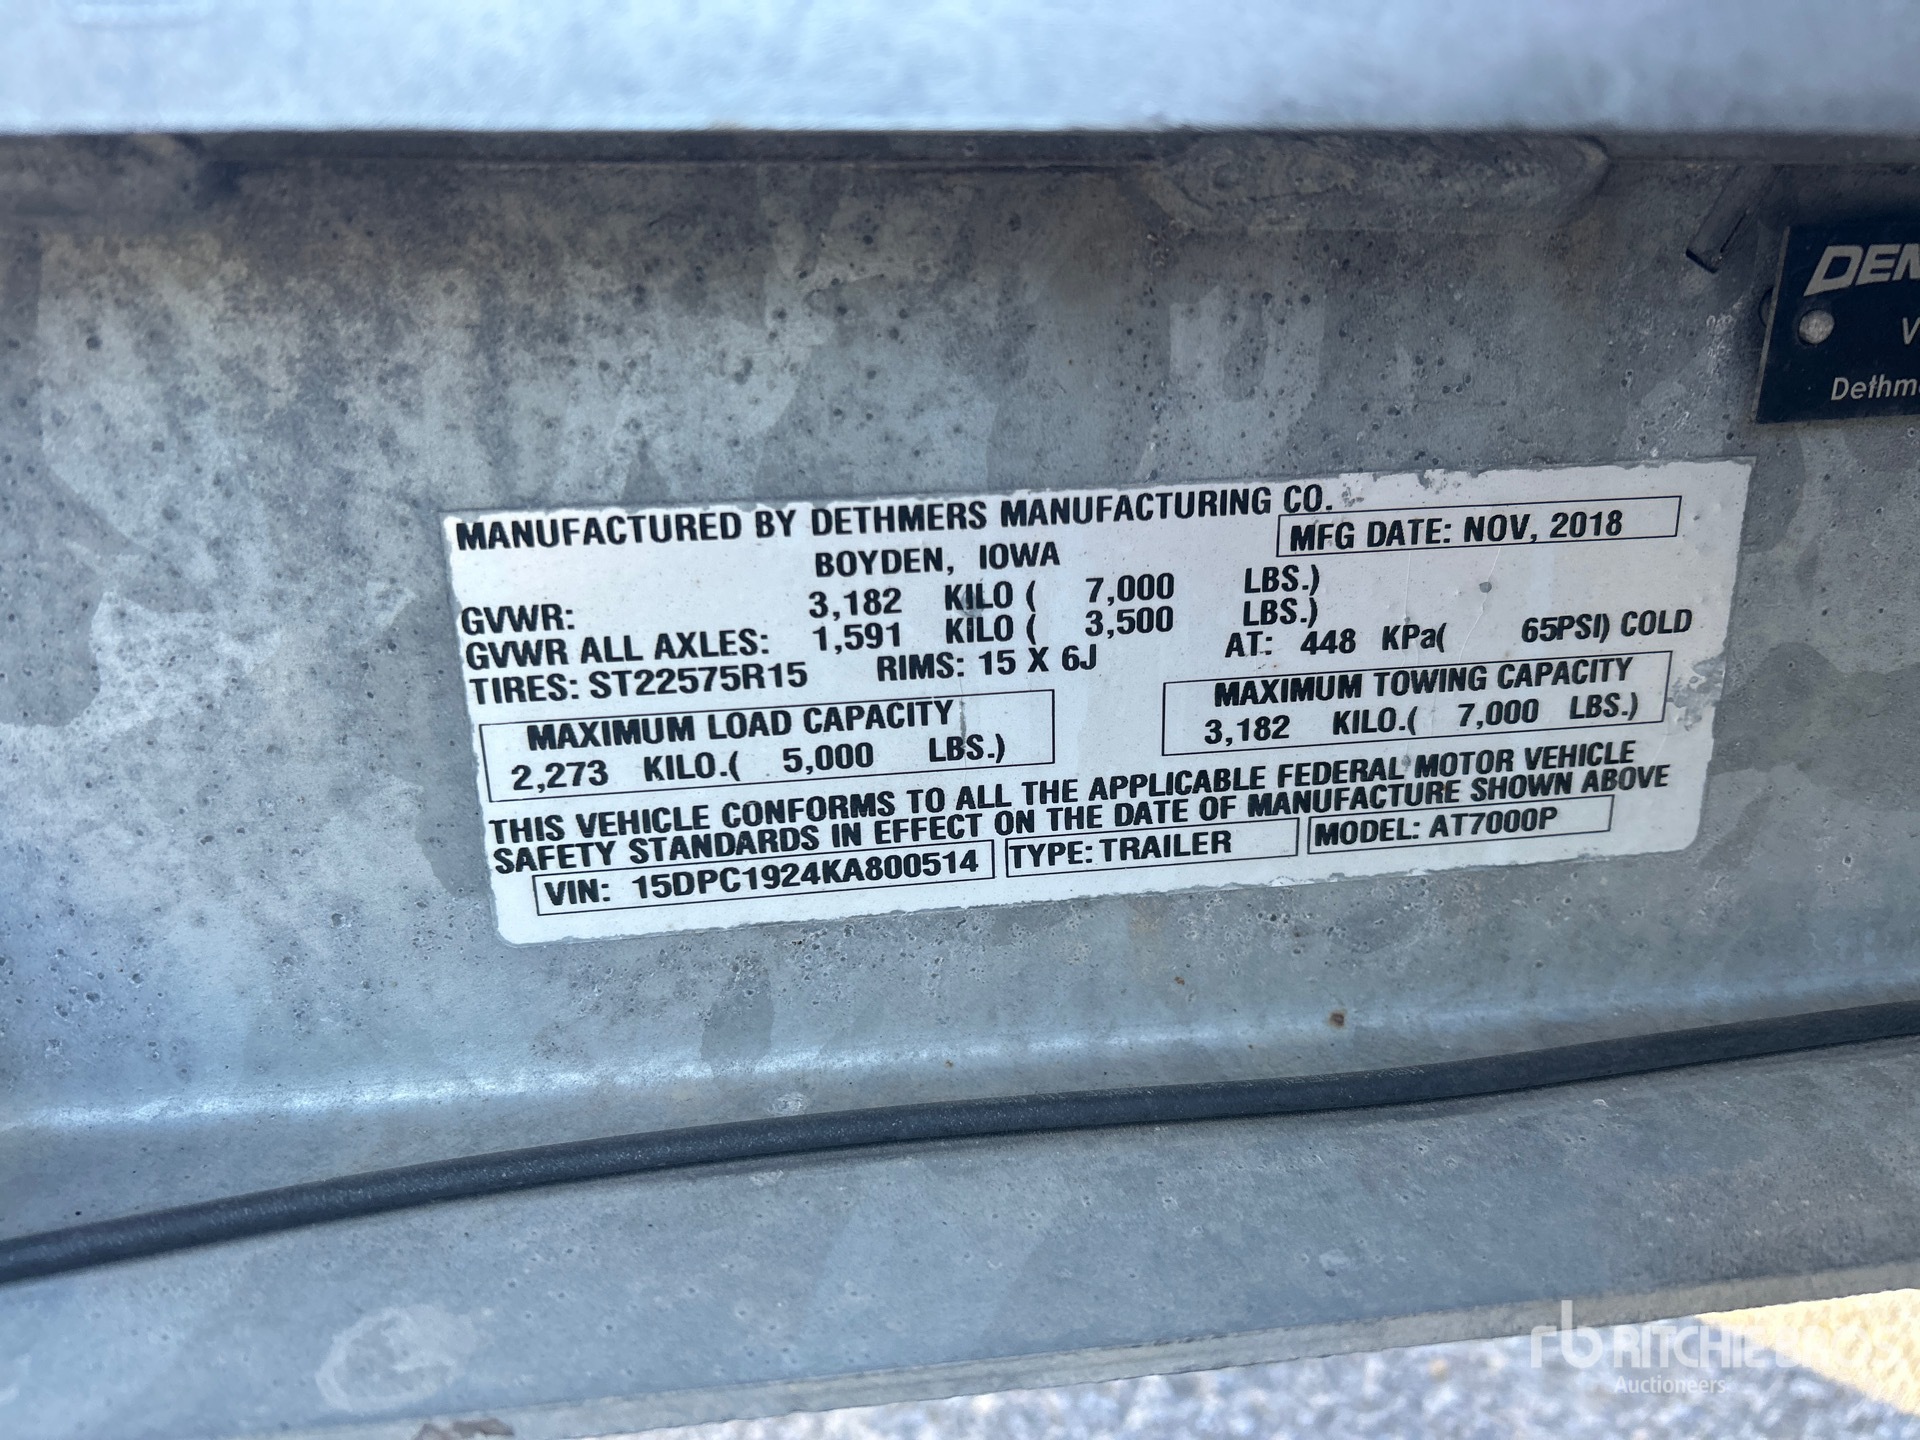 MANUFACTURED BY DETHMERS MANUFACTURING CO.
BOYDEN, IOWA
MFG DATE: NOV, 2018
GVWR: 3,182 KILO ( 7,000 LBS.)
GVWR ALL AXLES: 1,591 KILO ( 3,500 LBS.)
TIRES: ST22575R15 RIMS: 15 X 6J AT: 448 KPa( 65PSI) COLD
MAXIMUM LOAD CAPACITY
2,273 KILO.( 5,000 LBS.)
MAXIMUM TOWING CAPACITY
3,182 KILO.( 7,000 LBS.)
THIS VEHICLE CONFORMS TO ALL THE APPLICABLE FEDERAL MOTOR VEHICLE
SAFETY STANDARDS IN EFFECT ON THE DATE OF MANUFACTURE SHOWN ABOVE
VIN: 15DPC1924KA800514 TYPE: TRAILER MODEL: AT7000P
DEM
V
Dethm
rb RITCHIE BROS
Auctioneers